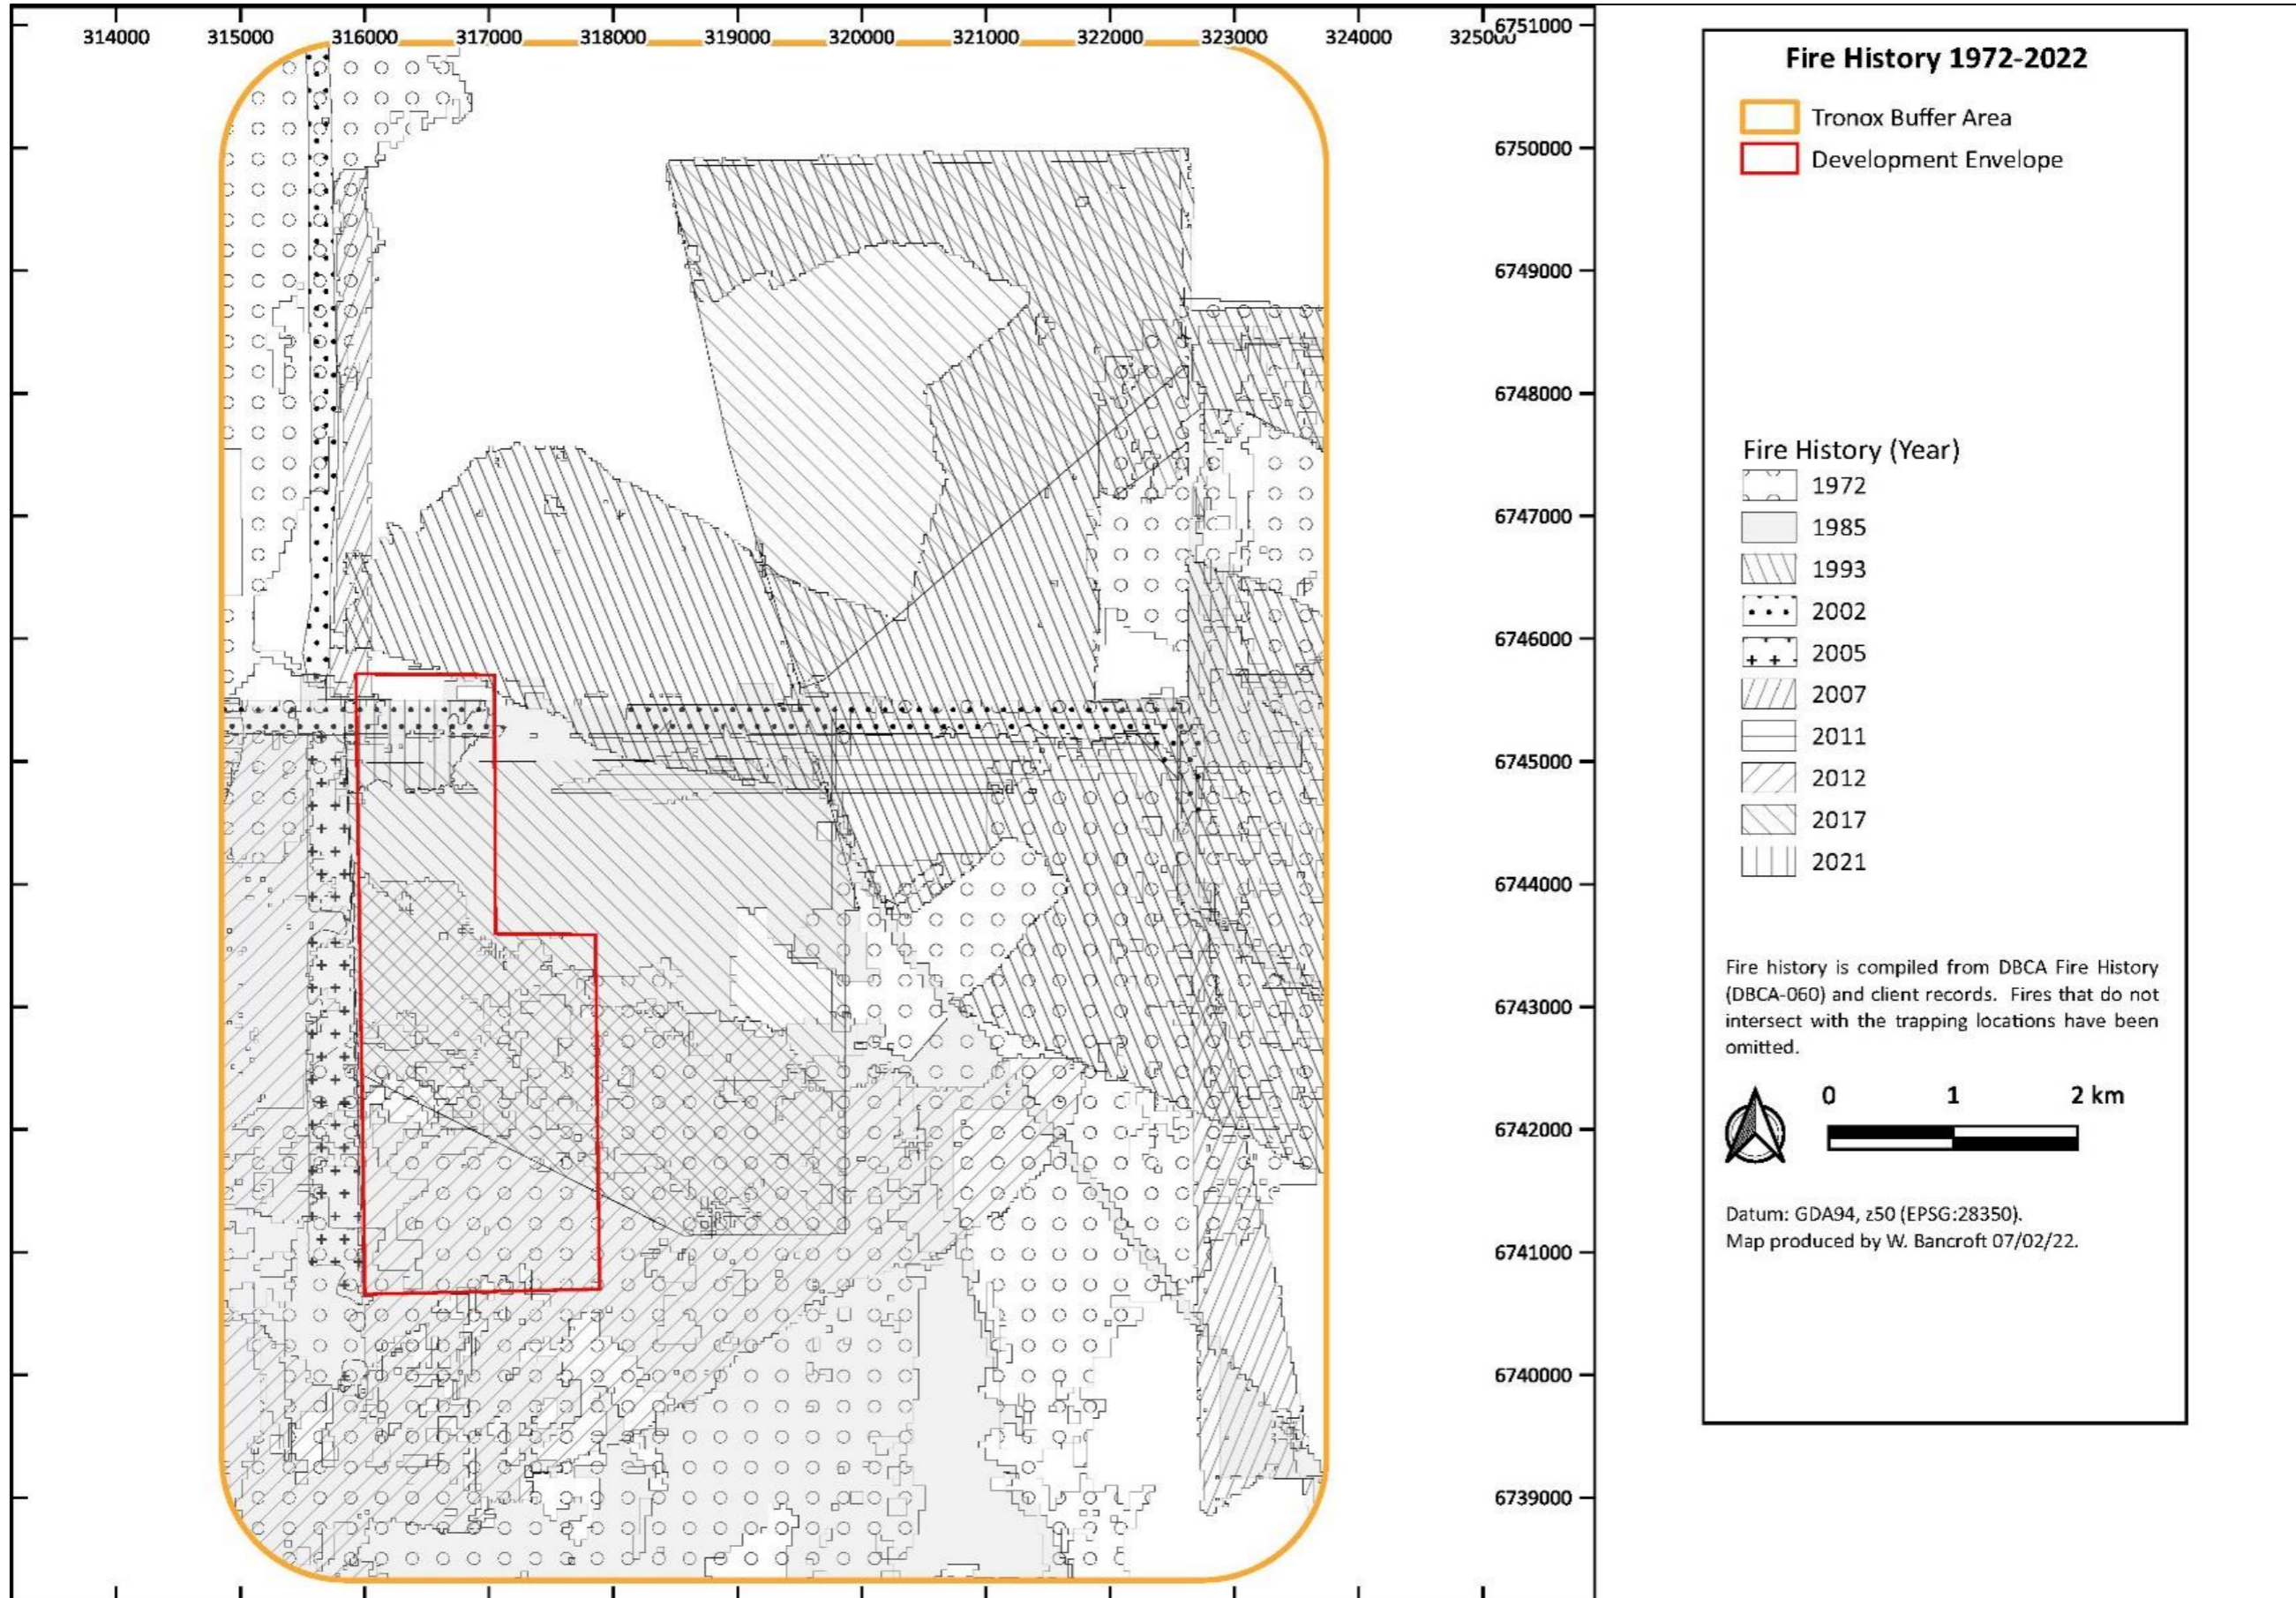 314000 315000 316000 317000 318000 319000 320000 321000 322000 323000 324000 325000
6751000
6750000
6749000
6748000
6747000
6746000
6745000
6744000
6743000
6742000
6741000
6740000
6739000
Fire History 1972-2022
Tronox Buffer Area
Development Envelope
Fire History (Year)
1972
1985
1993
2002
2005
2007
2011
2012
2017
2021
Fire history is compiled from DBCA Fire History
(DBCA-060) and client records. Fires that do not
intersect with the trapping locations have been
omitted.
0 1 2 km
Datum: GDA94, z50 (EPSG:28350).
Map produced by W. Bancroft 07/02/22.